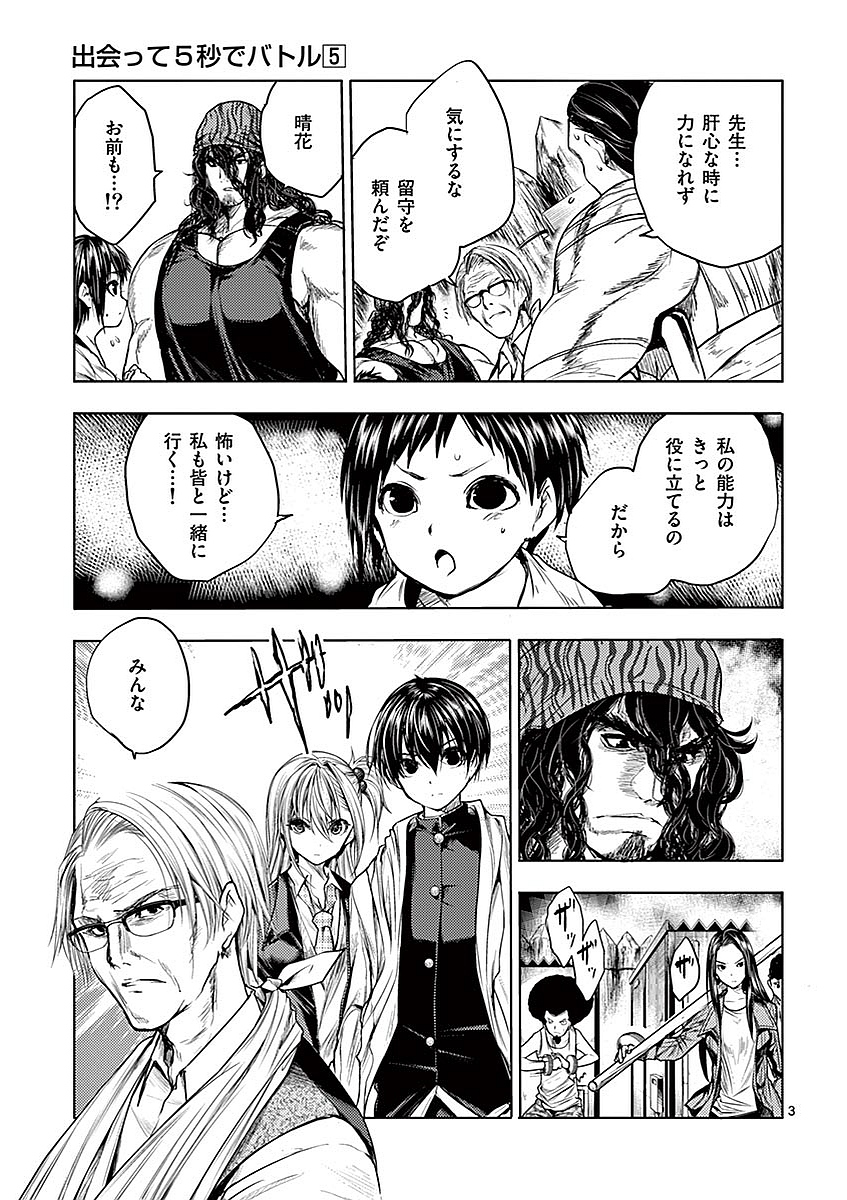 出会って5秒でバトル5
先生…
肝心な時に
力になれず
気にするな
留守を
頼んだぞ
晴花
お前も…!?
私の能力は
きっと
役に立てるの
だから
怖いけど…
私も皆と一緒に
行く…!
ザッ
ザッ
みんな
3